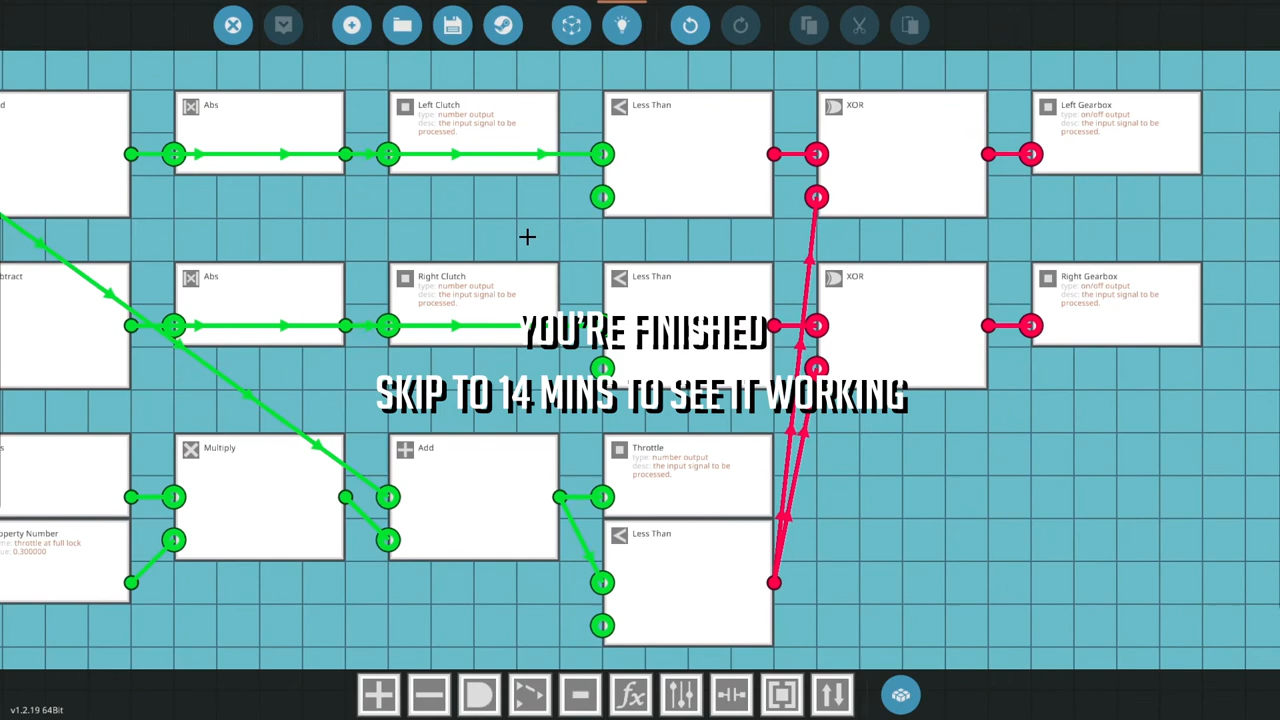 d
Abs
Left Clutch
type: number output
desc: the input signal to be
processed.
Less Than
XOR
Left Gearbox
type: on/off output
desc: the input signal to be
processed.
btract
Abs
Right Clutch
type: number output
desc: the input signal to be
processed.
Less Than
XOR
Right Gearbox
type: on/off output
desc: the input signal to be
processed.
YOU'RE FINISHED
SKIP TO 14 MINS TO SEE IT WORKING
s
Multiply
Add
Throttle
type: number output
desc: the input signal to be
processed.
operty Number
me: throttle at full lock
ue: 0.300000
Less Than
fx
v1.2.19 64Bit